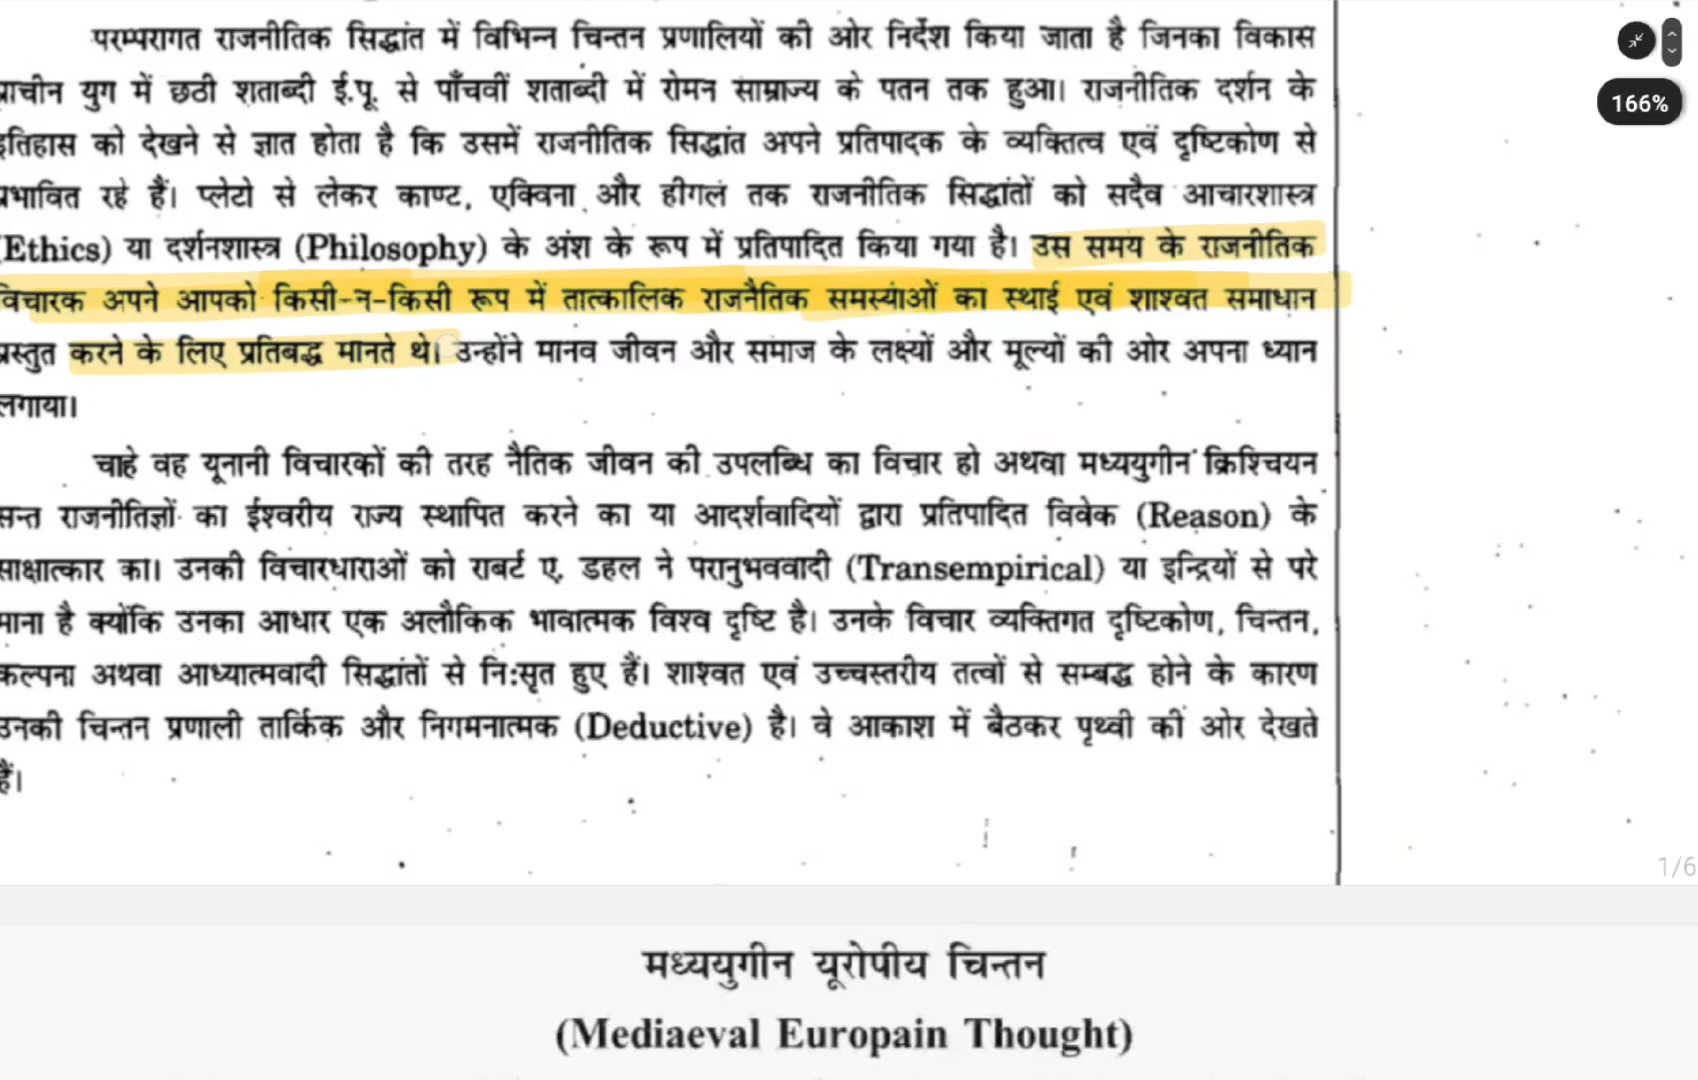 परम्परागत राजनीतिक सिद्धांत में विभिन्न चिन्तन प्रणालियों की ओर निर्देश किया जाता है जिनका विकास
प्राचीन युग में छठी शताब्दी ई.पू. से पाँचवीं शताब्दी में रोमन साम्राज्य के पतन तक हुआ। राजनीतिक दर्शन के
इतिहास को देखने से ज्ञात होता है कि उसमें राजनीतिक सिद्धांत अपने प्रतिपादक के व्यक्तित्व एवं दृष्टिकोण से
प्रभावित रहे हैं। प्लेटो से लेकर काण्ट, एक्विना और हीगल तक राजनीतिक सिद्धांतों को सदैव आचारशास्त्र
(Ethics) या दर्शनशास्त्र (Philosophy) के अंश के रूप में प्रतिपादित किया गया है। उस समय के राजनीतिक
विचारक अपने आपको किसी-न-किसी रूप में तात्कालिक राजनैतिक समस्याओं का स्थाई एवं शाश्वत समाधान
प्रस्तुत करने के लिए प्रतिबद्ध मानते थे। उन्होंने मानव जीवन और समाज के लक्ष्यों और मूल्यों की ओर अपना ध्यान
लगाया।
चाहे वह यूनानी विचारकों की तरह नैतिक जीवन की उपलब्धि का विचार हो अथवा मध्ययुगीन क्रिश्चियन
सन्त राजनीतिज्ञों का ईश्वरीय राज्य स्थापित करने का या आदर्शवादियों द्वारा प्रतिपादित विवेक (Reason) के
साक्षात्कार का। उनकी विचारधाराओं को राबर्ट ए. डहल ने परानुभववादी (Transempirical) या इन्द्रियों से परे
माना है क्योंकि उनका आधार एक अलौकिक भावात्मक विश्व दृष्टि है। उनके विचार व्यक्तिगत दृष्टिकोण, चिन्तन,
कल्पना अथवा आध्यात्मवादी सिद्धांतों से नि:सृत हुए हैं। शाश्वत एवं उच्चस्तरीय तत्वों से सम्बद्ध होने के कारण
उनकी चिन्तन प्रणाली तार्किक और निगमनात्मक (Deductive) है। वे आकाश में बैठकर पृथ्वी की ओर देखते
हैं।
166%
1/6
मध्ययुगीन यूरोपीय चिन्तन
(Mediaeval Europain Thought)